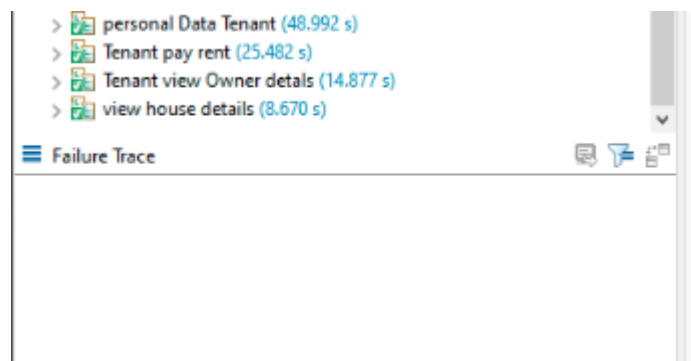 personal Data Tenant (48.992 s)
Tenant pay rent (25.482 s)
Tenant view Owner detals (14.877 s)
view house details (8.670 s)
Failure Trace